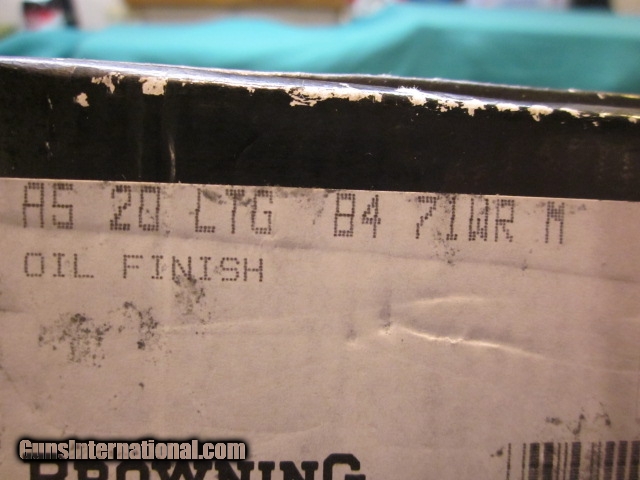 A5 20 LTG 84 71WR M
OIL FINISH
GunsInternational.com
BROWNING